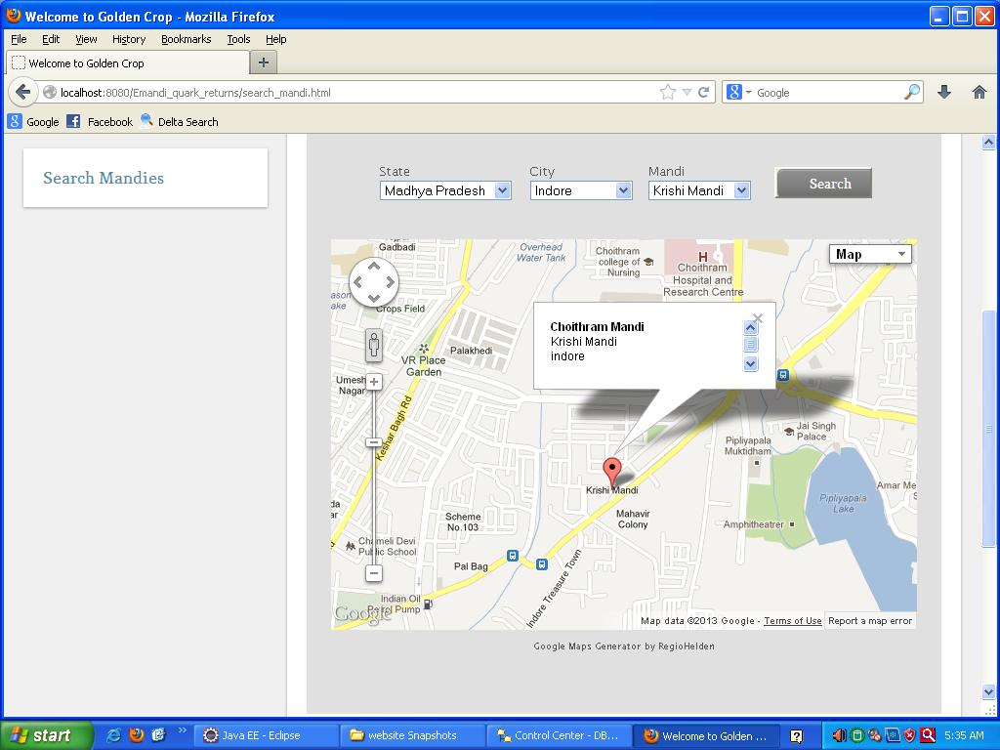 Welcome to Golden Crop - Mozilla Firefox
File Edit View History Bookmarks Tools Help
Welcome to Golden Crop
localhost:8080/Emandi_quark_returns/search_mandi.html
Google
Google Facebook Delta Search
Search Mandies
State City Mandi
Madhya Pradesh Indore Krishi Mandi Search
Gadbadi
Overhead
Water Tank
Choithram
college of
Nursing
H
Choithram
Hospital and
Research Centre
Map
Crops Field
Choithram Mandi
Krishi Mandi
indore
Palakhedi
VR Place
Garden
Umesh
Nagar
Keshar Bagh Rd
Jai Singh
Palace
Pipliyapala
Muktidham
Krishi Mandi
Pipliyapala
Lake
Amar Me
Scheme
No.103
Mahavir
Colony
Amphitheatrer
Chameli Devi
Public School
Pal Bag
Indore Treasure Town
Indian Oil
Petrol Pump
Google
Map data ©2013 Google - Terms of Use Report a map error
Google Maps Generator by RegioHelden
start Java EE - Eclipse website Snapshots Control Center - DB... Welcome to Golden ... 5:35 AM